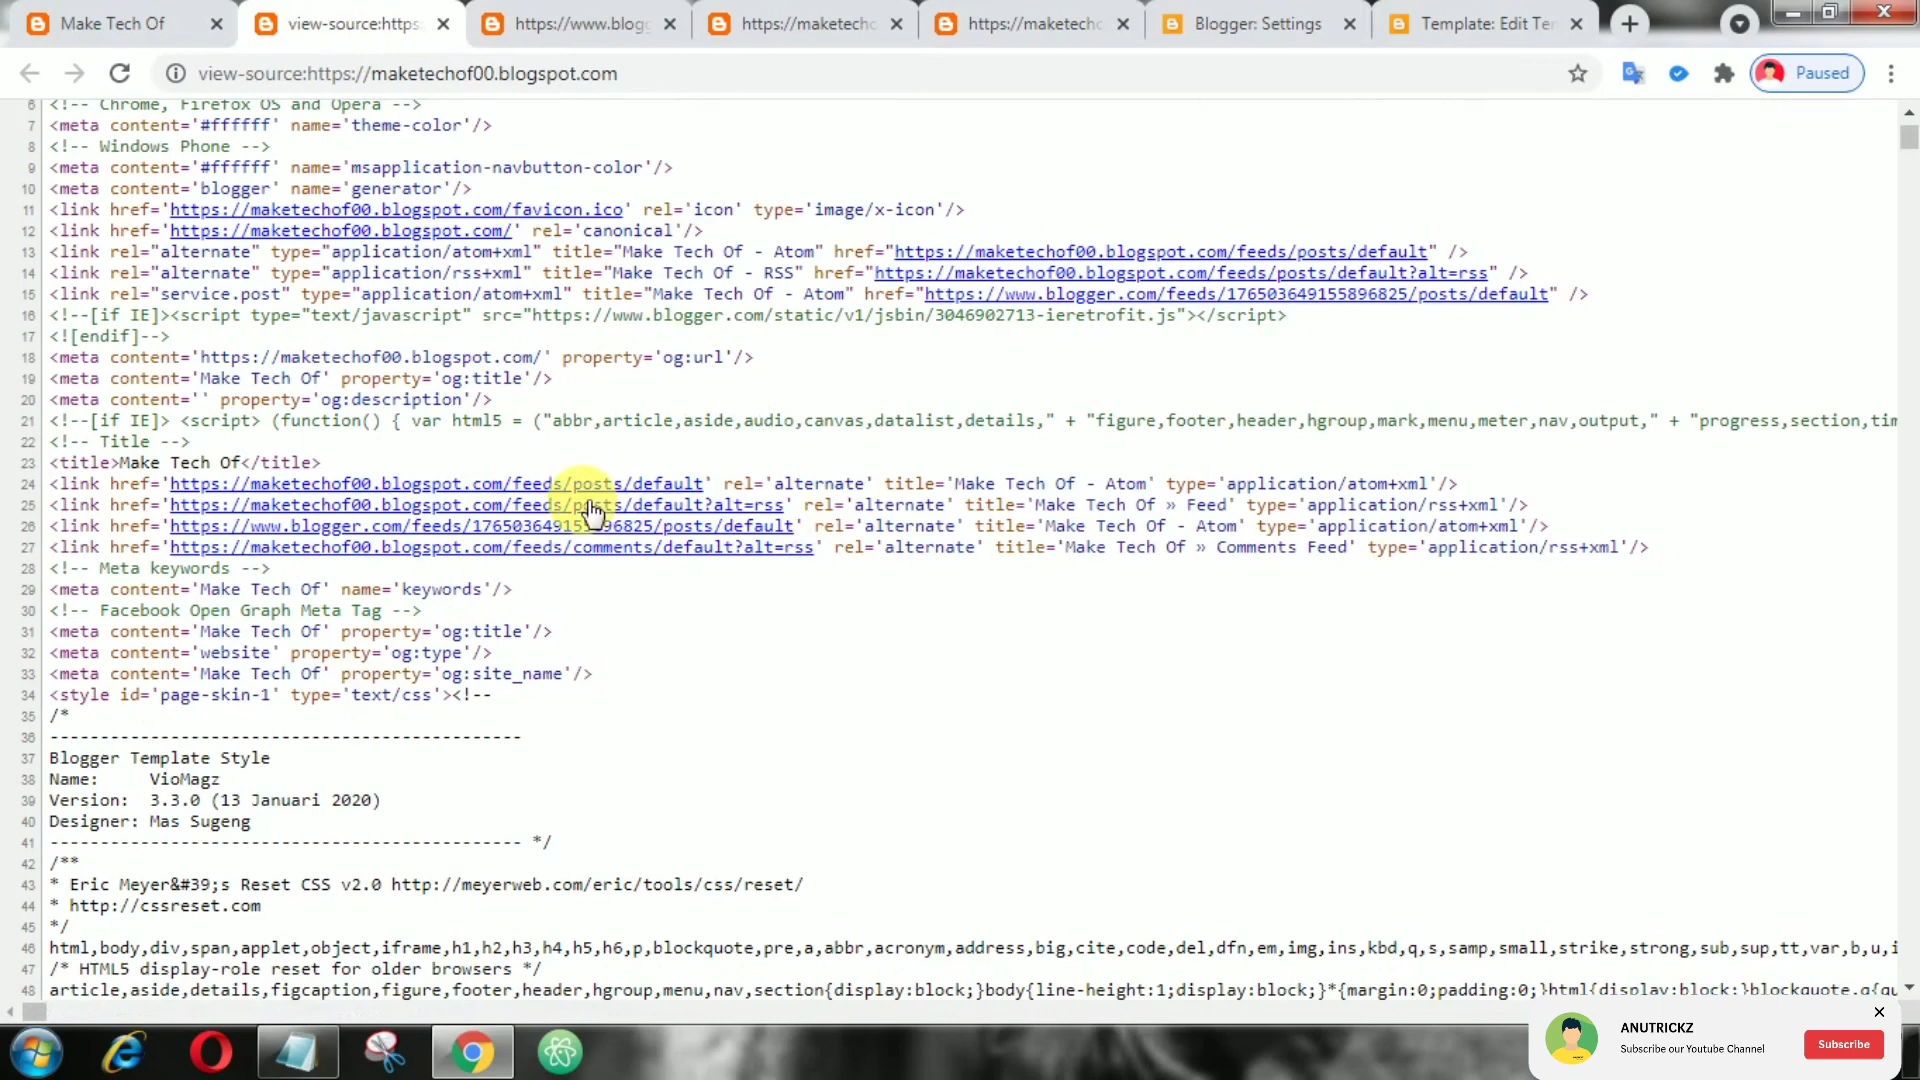 Make Tech Of
view-source:https:
https://www.blogg
https://maketecho
https://maketecho
Blogger: Settings
Template: Edit Te
view-source:https://maketechof00.blogspot.com
Paused
6 <!-- Chrome, Firefox OS and Opera -->
7 <meta content='#ffffff' name='theme-color'/>
8 <!-- Windows Phone -->
9 <meta content='#ffffff' name='msapplication-navbutton-color'/>
10 <meta content='blogger' name='generator'/>
11 <link href='https://maketechof00.blogspot.com/favicon.ico' rel='icon' type='image/x-icon'/>
12 <link href='https://maketechof00.blogspot.com/' rel='canonical'/>
13 <link rel="alternate" type="application/atom+xml" title="Make Tech Of - Atom" href="https://maketechof00.blogspot.com/feeds/posts/default" />
14 <link rel="alternate" type="application/rss+xml" title="Make Tech Of - RSS" href="https://maketechof00.blogspot.com/feeds/posts/default?alt=rss" />
15 <link rel="service.post" type="application/atom+xml" title="Make Tech Of - Atom" href="https://www.blogger.com/feeds/176503649155896825/posts/default" />
16 <!--[if IE]><script type="text/javascript" src="https://www.blogger.com/static/v1/jsbin/3046902713-ieretrofit.js"></script>
17 <![endif]-->
18 <meta content='https://maketechof00.blogspot.com/' property='og:url'/>
19 <meta content='Make Tech Of' property='og:title'/>
20 <meta content='' property='og:description'/>
21 <!--[if IE]> <script> (function() { var html5 = ("abbr,article,aside,audio,canvas,datalist,details," + "figure,footer,header,hgroup,mark,menu,meter,nav,output," + "progress,section,tim
22 <!-- Title -->
23 <title>Make Tech Of</title>
24 <link href='https://maketechof00.blogspot.com/feeds/posts/default' rel='alternate' title='Make Tech Of - Atom' type='application/atom+xml'/>
25 <link href='https://maketechof00.blogspot.com/feeds/posts/default?alt=rss' rel='alternate' title='Make Tech Of » Feed' type='application/rss+xml'/>
26 <link href='https://www.blogger.com/feeds/176503649155896825/posts/default' rel='alternate' title='Make Tech Of - Atom' type='application/atom+xml'/>
27 <link href='https://maketechof00.blogspot.com/feeds/comments/default?alt=rss' rel='alternate' title='Make Tech Of » Comments Feed' type='application/rss+xml'/>
28 <!-- Meta keywords -->
29 <meta content='Make Tech Of' name='keywords'/>
30 <!-- Facebook Open Graph Meta Tag -->
31 <meta content='Make Tech Of' property='og:title'/>
32 <meta content='website' property='og:type'/>
33 <meta content='Make Tech Of' property='og:site_name'/>
34 <style id='page-skin-1' type='text/css'><!--
35 /*
36 -----------------------------------------------
37 Blogger Template Style
38 Name: VioMagz
39 Version: 3.3.0 (13 Januari 2020)
40 Designer: Mas Sugeng
41 ----------------------------------------------- */
42 /**
43 * Eric Meyer&#39;s Reset CSS v2.0 http://meyerweb.com/eric/tools/css/reset/
44 * http://cssreset.com
45 */
46 html,body,div,span,applet,object,iframe,h1,h2,h3,h4,h5,h6,p,blockquote,pre,a,abbr,acronym,address,big,cite,code,del,dfn,em,img,ins,kbd,q,s,samp,small,strike,strong,sub,sup,tt,var,b,u,i
47 /* HTML5 display-role reset for older browsers */
48 article,aside,details,figcaption,figure,footer,header,hgroup,menu,nav,section{display:block;}body{line-height:1;display:block;}*{margin:0;padding:0;}html{display:block;}blockquote,q{qu
ANUTRICKZ
Subscribe our Youtube Channel
Subscribe